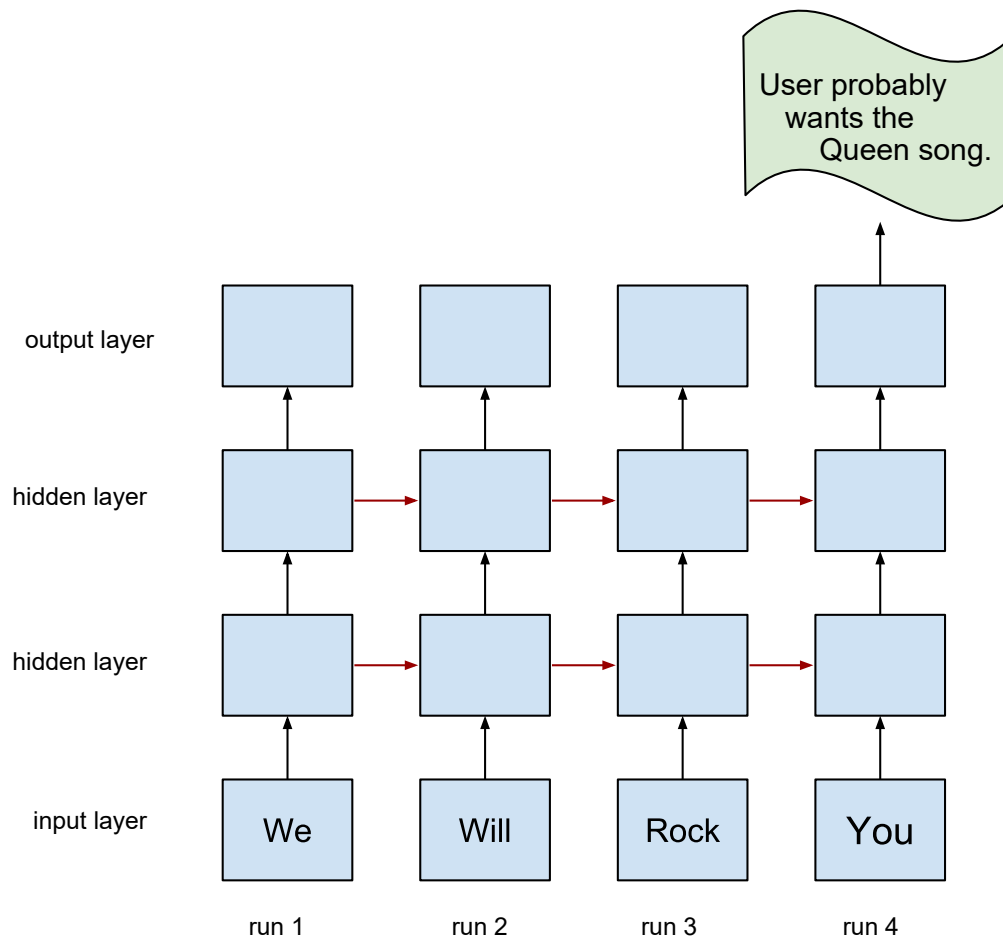 User probably
wants the
Queen song.
output layer
hidden layer
hidden layer
input layer
We
Will
Rock
You
run 1
run 2
run 3
run 4